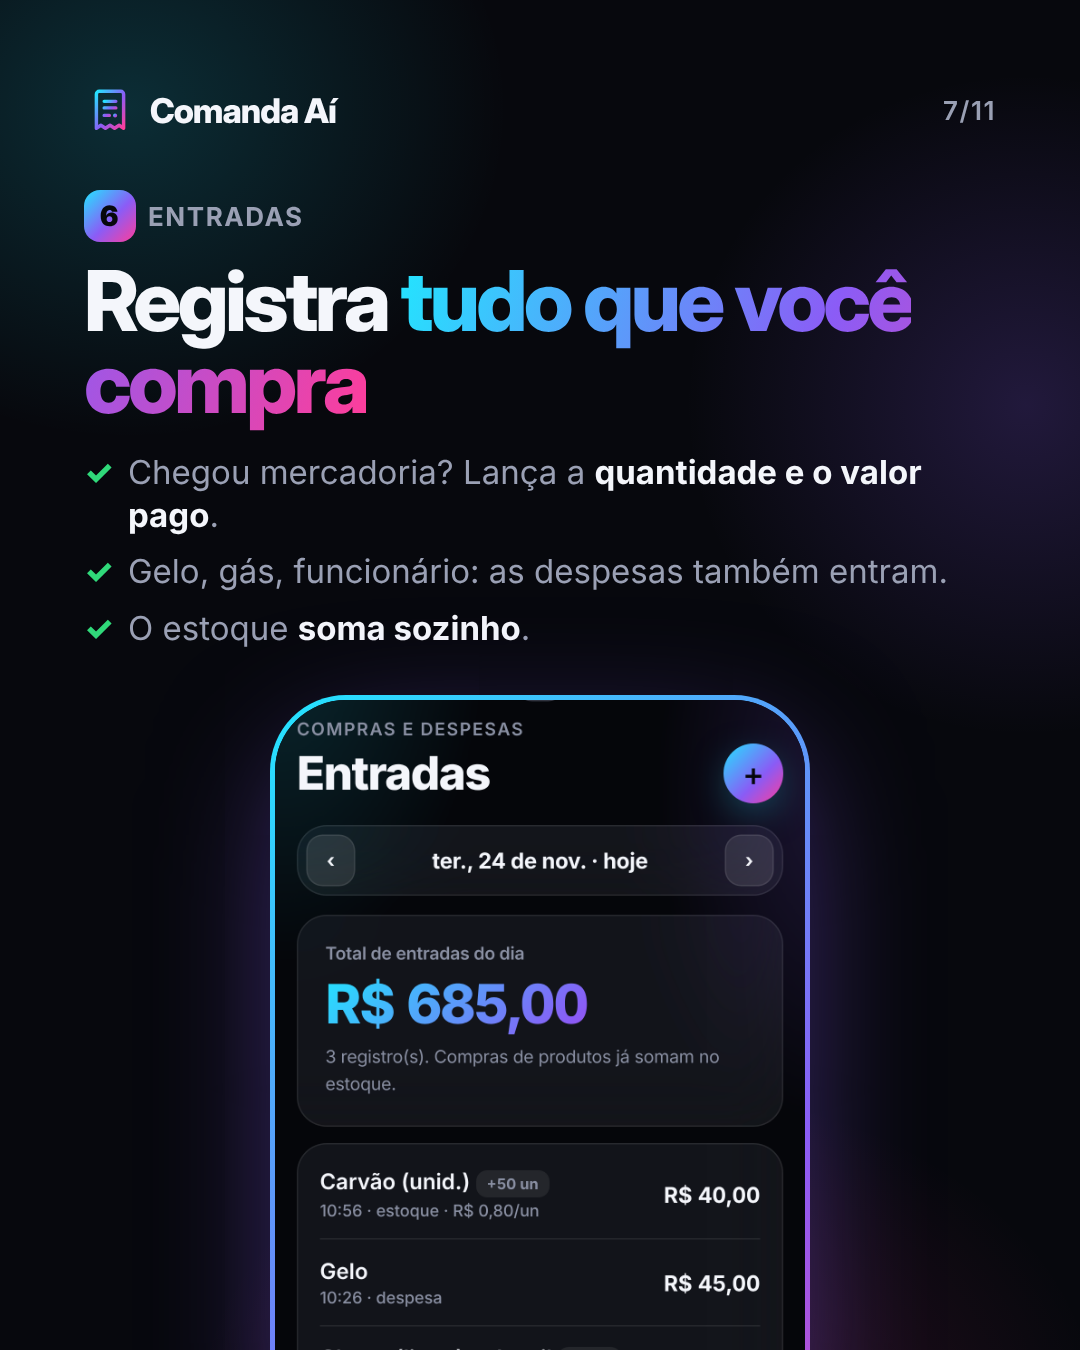 Comanda Aí
7/11
6 ENTRADAS
Registra tudo que você
compra
Chegou mercadoria? Lança a quantidade e o valor
pago.
Gelo, gás, funcionário: as despesas também entram.
O estoque soma sozinho.
COMPRAS E DESPESAS
Entradas
+
‹ ter., 24 de nov. · hoje ›
Total de entradas do dia
R$ 685,00
3 registro(s). Compras de produtos já somam no
estoque.
Carvão (unid.) +50 un
R$ 40,00
10:56 · estoque · R$ 0,80/un
Gelo
R$ 45,00
10:26 · despesa